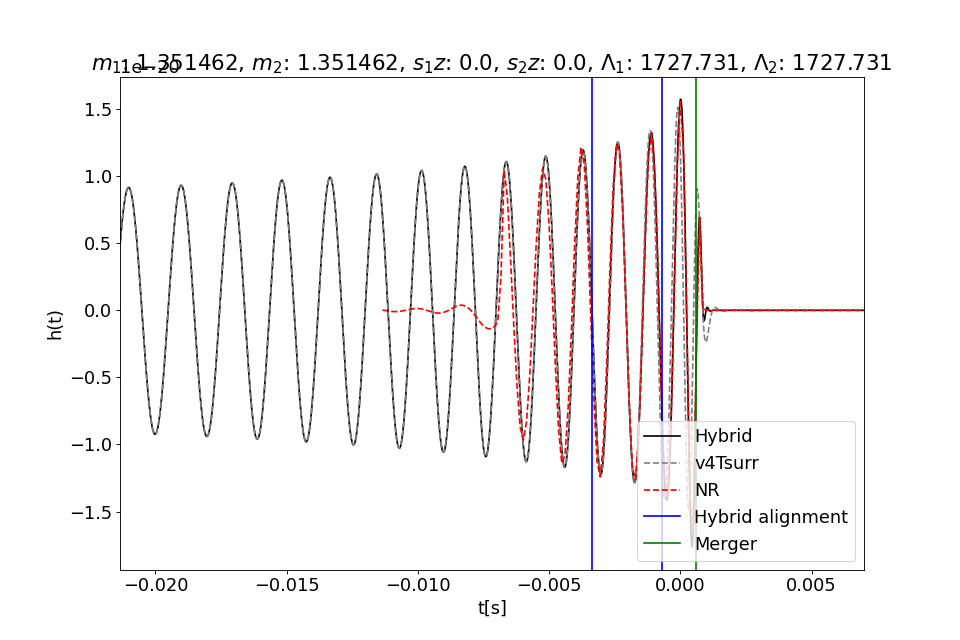 m₁: 1.351462, m₂: 1.351462, s₁z: 0.0, s₂z: 0.0, Λ₁: 1727.731, Λ₂: 1727.731
1e−20
1.5
1.0
0.5
0.0
−0.5
−1.0
−1.5
h(t)
Hybrid
v4Tsurr
NR
Hybrid alignment
Merger
−0.020 −0.015 −0.010 −0.005 0.000 0.005
t[s]